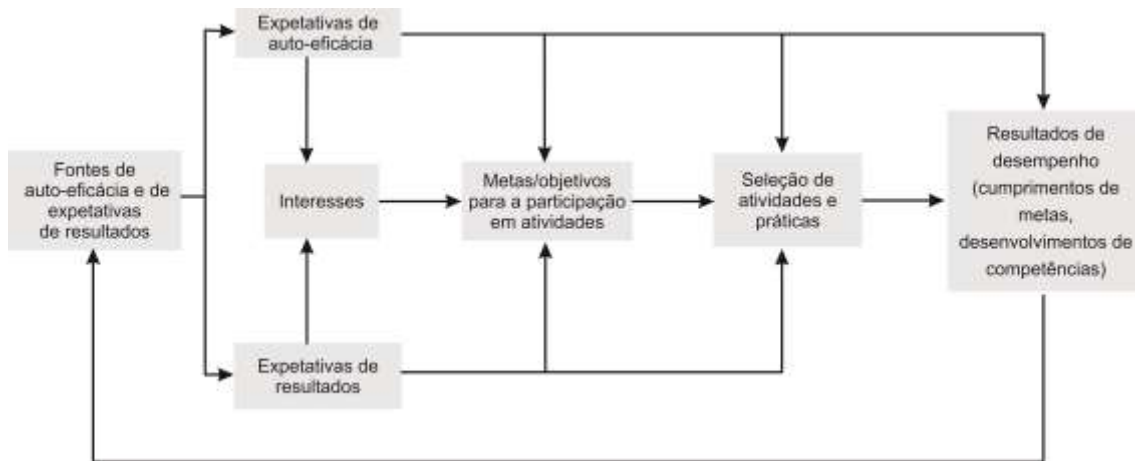 Expetativas de
auto-eficácia
Fontes de
auto-eficácia e de
expetativas
de resultados
Interesses
Metas/objetivos
para a participação
em atividades
Seleção de
atividades e
práticas
Resultados de
desempenho
(cumprimentos de
metas,
desenvolvimentos de
competências)
Expetativas de
resultados